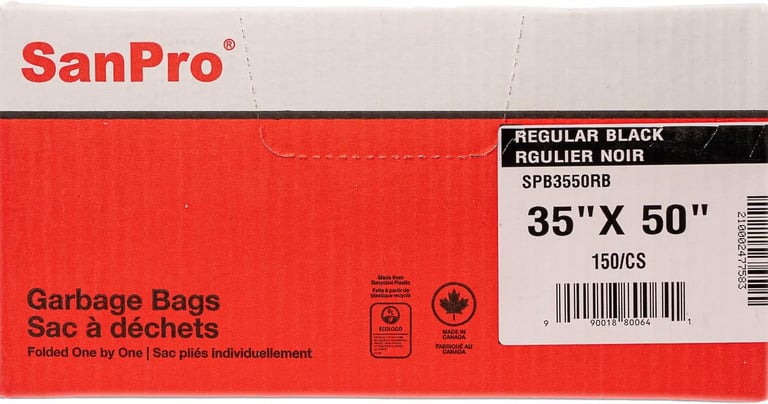 SanPro®
REGULAR BLACK
RGULIER NOIR
SPB3550RB
35"X 50"
150/CS
9 90018 80064 1
2100002477583
Garbage Bags
Sac à déchets
Folded One by One | Sac pliés individuellement
Made from
Recycled Plastic
Faite à partir de
plastique recyclé
ECOLOGO
MADE IN
CANADA
FABRIQUÉ AU
CANADA